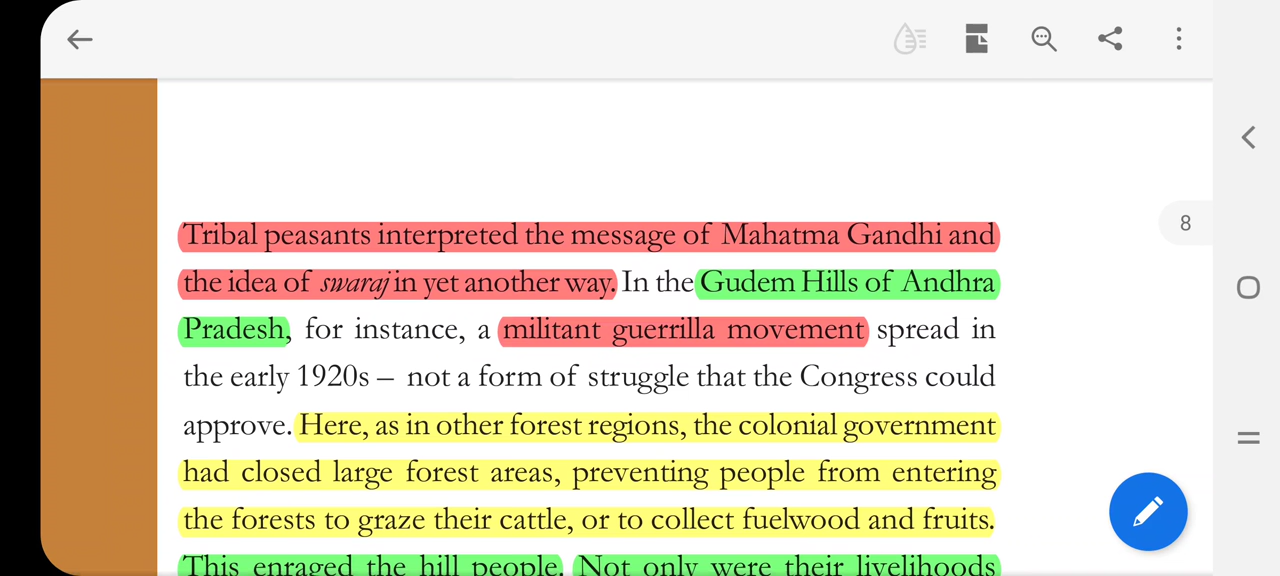 8
Tribal peasants interpreted the message of Mahatma Gandhi and
the idea of swaraj in yet another way. In the Gudem Hills of Andhra
Pradesh, for instance, a militant guerrilla movement spread in
the early 1920s – not a form of struggle that the Congress could
approve. Here, as in other forest regions, the colonial government
had closed large forest areas, preventing people from entering
the forests to graze their cattle, or to collect fuelwood and fruits.
This enraged the hill people. Not only were their livelihoods